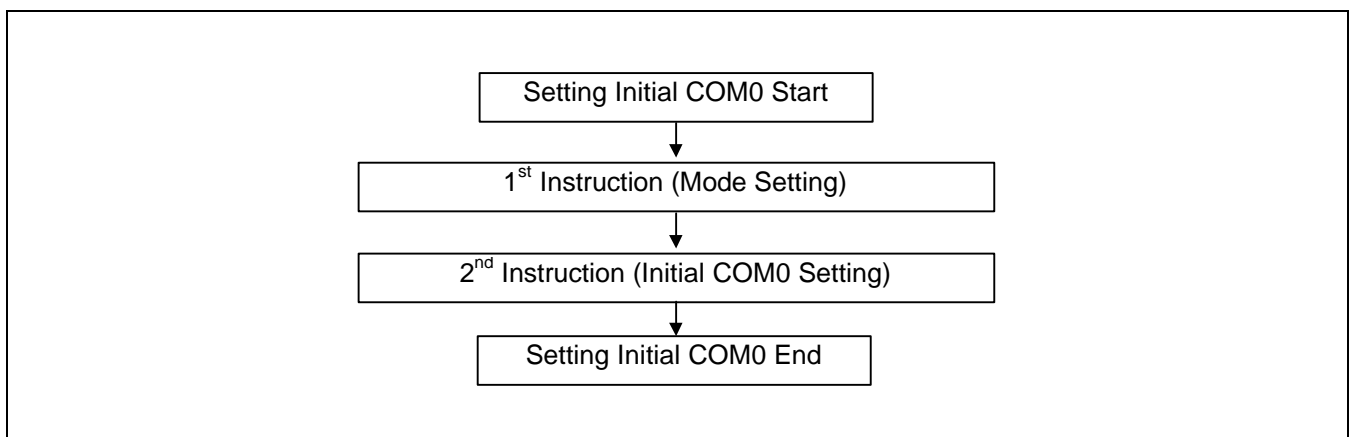 Setting Initial COM0 Start
1st Instruction (Mode Setting)
2nd Instruction (Initial COM0 Setting)
Setting Initial COM0 End